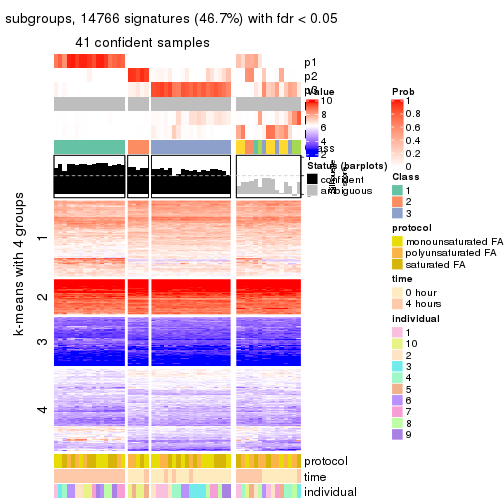 subgroups, 14766 signatures (46.7%) with fdr < 0.05
41 confident samples
p1
p2
Value
10
8
6
4
2
Prob
1
0.8
0.6
0.4
0.2
0
Status (barplots)
confident
ambiguous
Class
1
2
3
protocol
monounsaturated FA
polyunsaturated FA
saturated FA
time
0 hour
4 hours
individual
1
10
2
3
4
5
6
7
8
9
k-means with 4 groups
1
2
3
4
protocol
time
individual